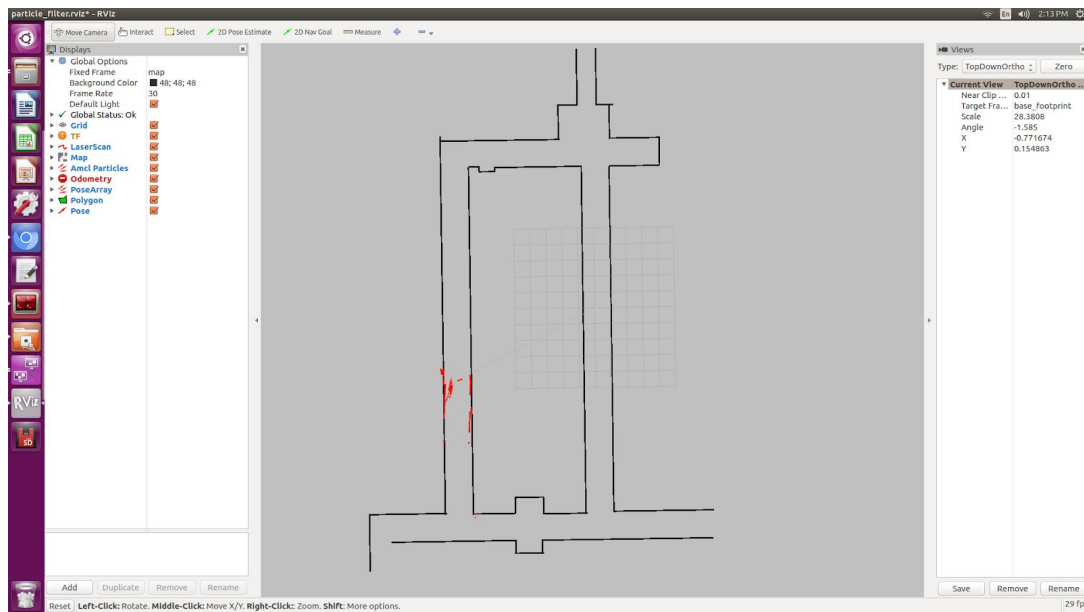 particle_filter.rviz* - RViz
En 2:13 PM
Move Camera Interact Select 2D Pose Estimate 2D Nav Goal Measure
Displays
Global Options
Fixed Frame map
Background Color 48; 48; 48
Frame Rate 30
Default Light
Global Status: Ok
Grid
TF
LaserScan
Map
Amcl Particles
Odometry
PoseArray
Polygon
Pose
Add Duplicate Remove Rename
Views
Type: TopDownOrtho Zero
Current View TopDownOrtho ...
Near Clip ... 0.01
Target Fra... base_footprint
Scale 28.3808
Angle -1.585
X -0.771674
Y 0.154863
Save Remove Rename
RViz
SD
Reset Left-Click: Rotate. Middle-Click: Move X/Y. Right-Click: Zoom. Shift: More options.
29 fp